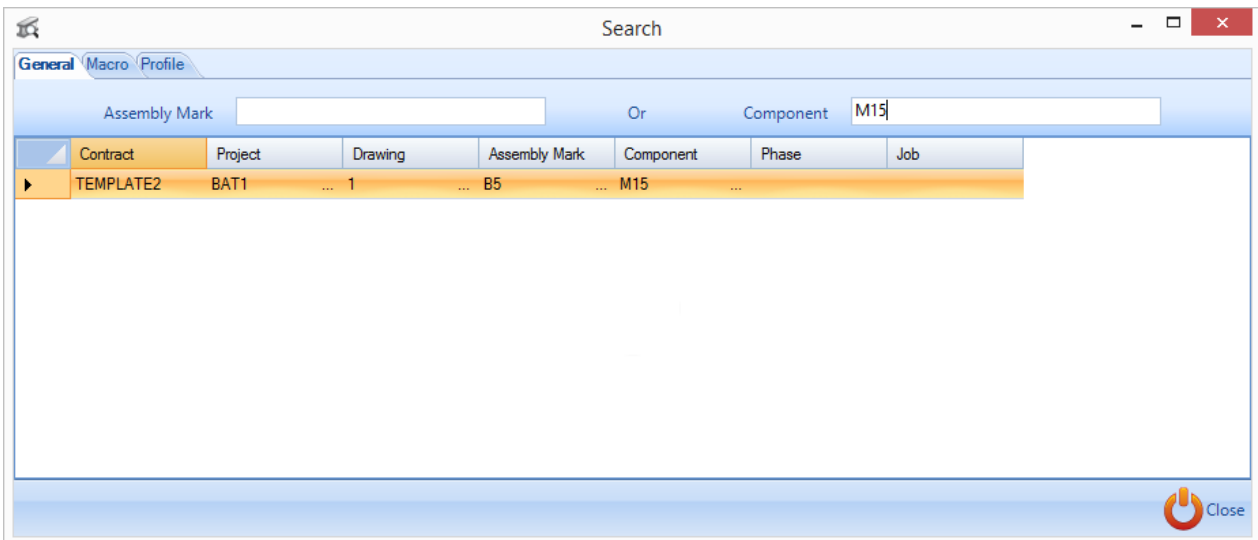 Search
General Macro Profile
Assembly Mark Or Component M15
Contract Project Drawing Assembly Mark Component Phase Job
TEMPLATE2 BAT1 ... 1 ... B5 ... M15 ...
Close